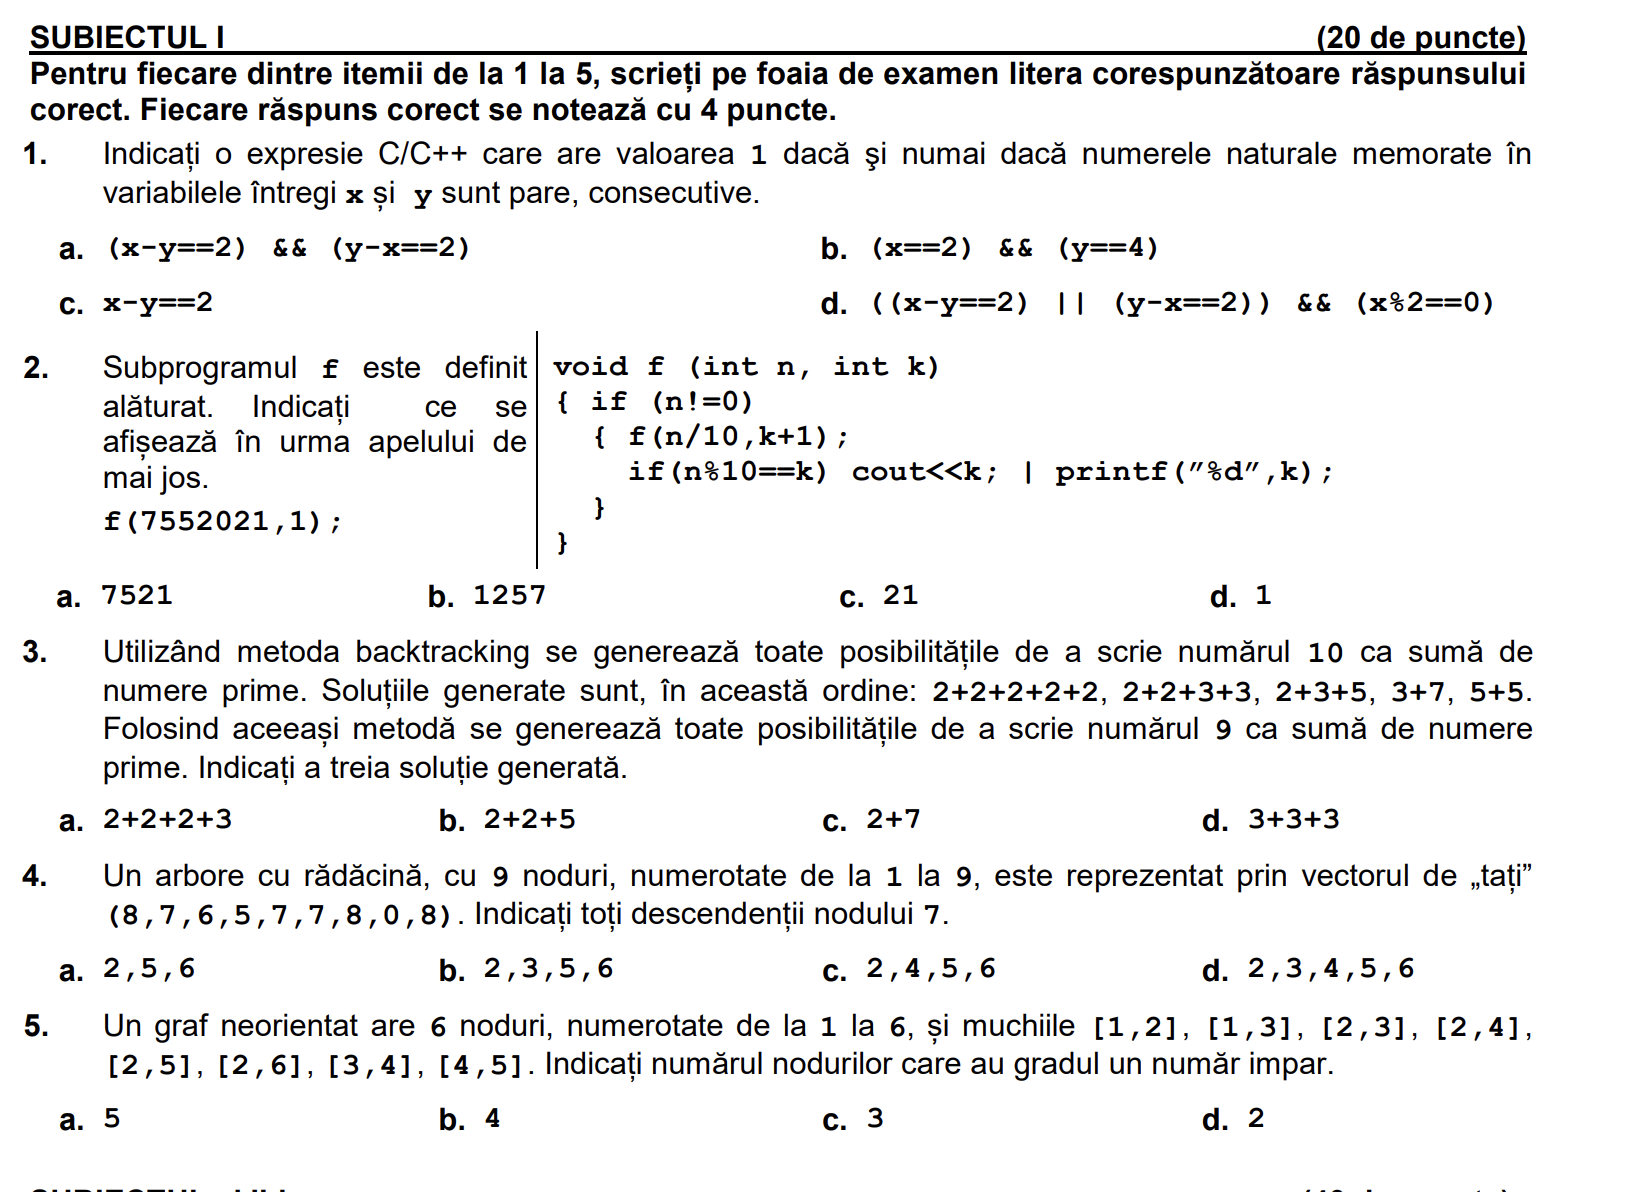 SUBIECTUL I (20 de puncte)
Pentru fiecare dintre itemii de la 1 la 5, scrieți pe foaia de examen litera corespunzătoare răspunsului
corect. Fiecare răspuns corect se notează cu 4 puncte.
1. Indicați o expresie C/C++ care are valoarea 1 dacă şi numai dacă numerele naturale memorate în
variabilele întregi x și y sunt pare, consecutive.
a. (x-y==2) && (y-x==2) b. (x==2) && (y==4)
c. x-y==2 d. ((x-y==2) || (y-x==2)) && (x%2==0)
2. Subprogramul f este definit
alăturat. Indicați ce se
afișează în urma apelului de
mai jos.
f(7552021,1);
void f (int n, int k)
{ if (n!=0)
{ f(n/10,k+1);
if(n%10==k) cout<<k; | printf(″%d″,k);
}
}
a. 7521 b. 1257 c. 21 d. 1
3. Utilizând metoda backtracking se generează toate posibilitățile de a scrie numărul 10 ca sumă de
numere prime. Soluțiile generate sunt, în această ordine: 2+2+2+2+2, 2+2+3+3, 2+3+5, 3+7, 5+5.
Folosind aceeași metodă se generează toate posibilitățile de a scrie numărul 9 ca sumă de numere
prime. Indicați a treia soluție generată.
a. 2+2+2+3 b. 2+2+5 c. 2+7 d. 3+3+3
4. Un arbore cu rădăcină, cu 9 noduri, numerotate de la 1 la 9, este reprezentat prin vectorul de „tați”
(8,7,6,5,7,7,8,0,8). Indicați toți descendenții nodului 7.
a. 2,5,6 b. 2,3,5,6 c. 2,4,5,6 d. 2,3,4,5,6
5. Un graf neorientat are 6 noduri, numerotate de la 1 la 6, și muchiile [1,2], [1,3], [2,3], [2,4],
[2,5], [2,6], [3,4], [4,5]. Indicați numărul nodurilor care au gradul un număr impar.
a. 5 b. 4 c. 3 d. 2